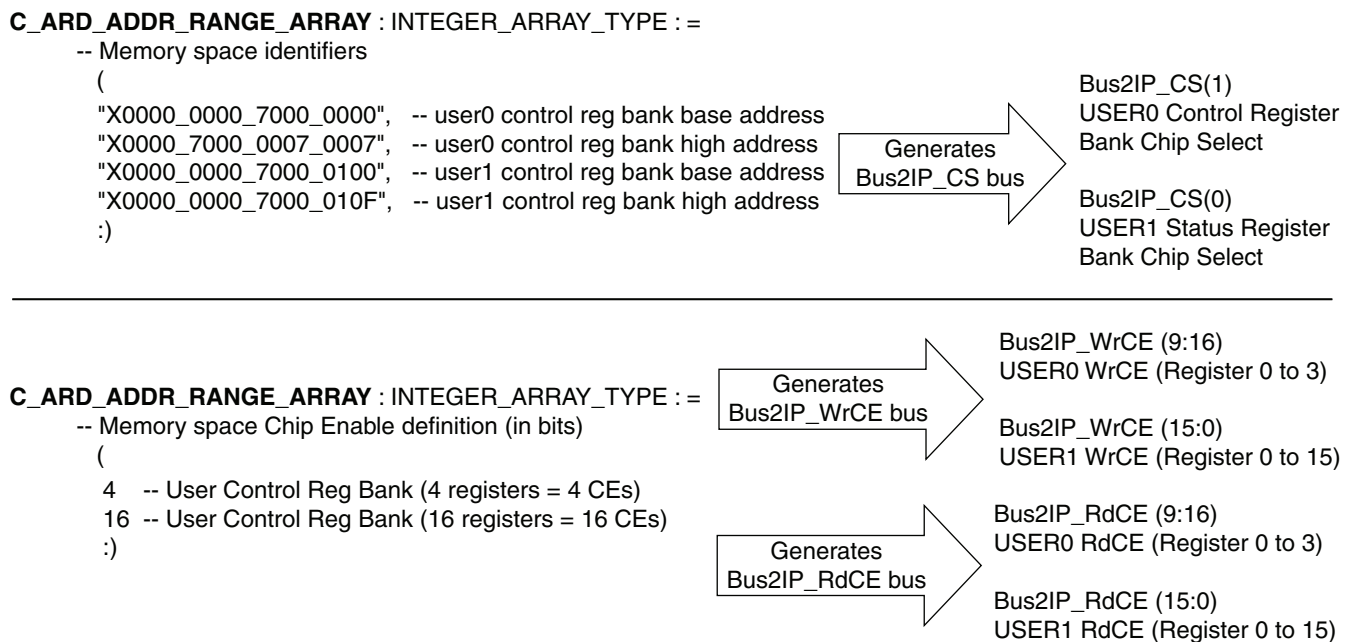 C_ARD_ADDR_RANGE_ARRAY : INTEGER_ARRAY_TYPE : =
-- Memory space identifiers
(
"X0000_0000_7000_0000", -- user0 control reg bank base address
"X0000_7000_0007_0007", -- user0 control reg bank high address
"X0000_0000_7000_0100", -- user1 control reg bank base address
"X0000_0000_7000_010F", -- user1 control reg bank high address
:)
Generates
Bus2IP_CS bus
Bus2IP_CS(1)
USER0 Control Register
Bank Chip Select
Bus2IP_CS(0)
USER1 Status Register
Bank Chip Select
C_ARD_ADDR_RANGE_ARRAY : INTEGER_ARRAY_TYPE : =
-- Memory space Chip Enable definition (in bits)
(
4 -- User Control Reg Bank (4 registers = 4 CEs)
16 -- User Control Reg Bank (16 registers = 16 CEs)
:)
Generates
Bus2IP_WrCE bus
Bus2IP_WrCE (9:16)
USER0 WrCE (Register 0 to 3)
Bus2IP_WrCE (15:0)
USER1 WrCE (Register 0 to 15)
Generates
Bus2IP_RdCE bus
Bus2IP_RdCE (9:16)
USER0 RdCE (Register 0 to 3)
Bus2IP_RdCE (15:0)
USER1 RdCE (Register 0 to 15)